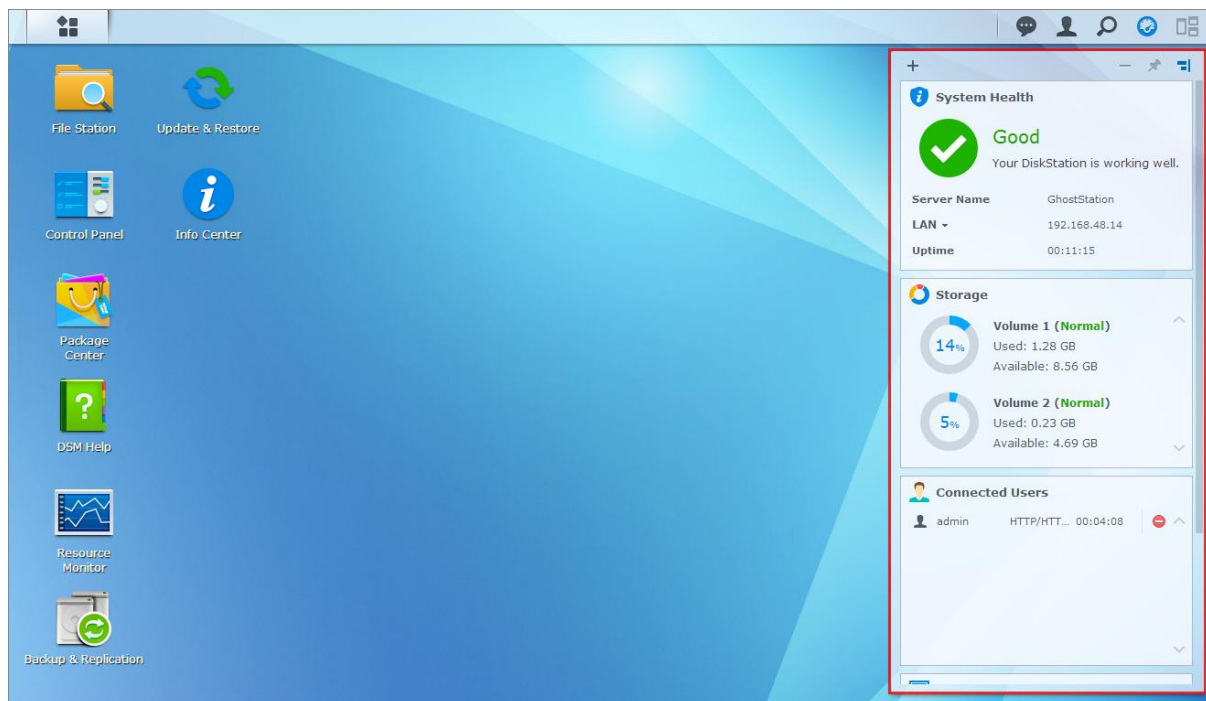 File Station
Update & Restore
Control Panel
Info Center
Package
Center
DSM Help
Resource
Monitor
Backup & Replication
System Health
Good
Your DiskStation is working well.
Server Name GhostStation
LAN 192.168.48.14
Uptime 00:11:15
Storage
14%
Volume 1 (Normal)
Used: 1.28 GB
Available: 8.56 GB
5%
Volume 2 (Normal)
Used: 0.23 GB
Available: 4.69 GB
Connected Users
admin HTTP/HTT... 00:04:08